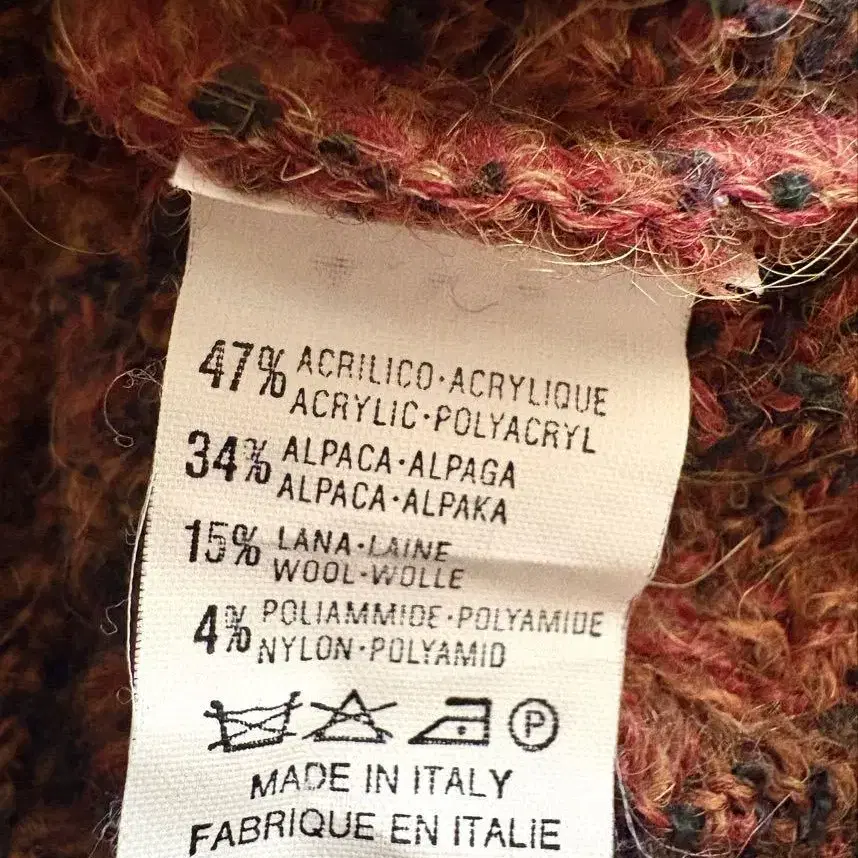 47% ACRILICO·ACRYLIQUE
ACRYLIC·POLYACRYL
34% ALPACA·ALPAGA
ALPACA·ALPAKA
15% LANA·LAINE
WOOL·WOLLE
4% POLIAMMIDE·POLYAMIDE
NYLON·POLYAMID
P
MADE IN ITALY
FABRIQUE EN ITALIE